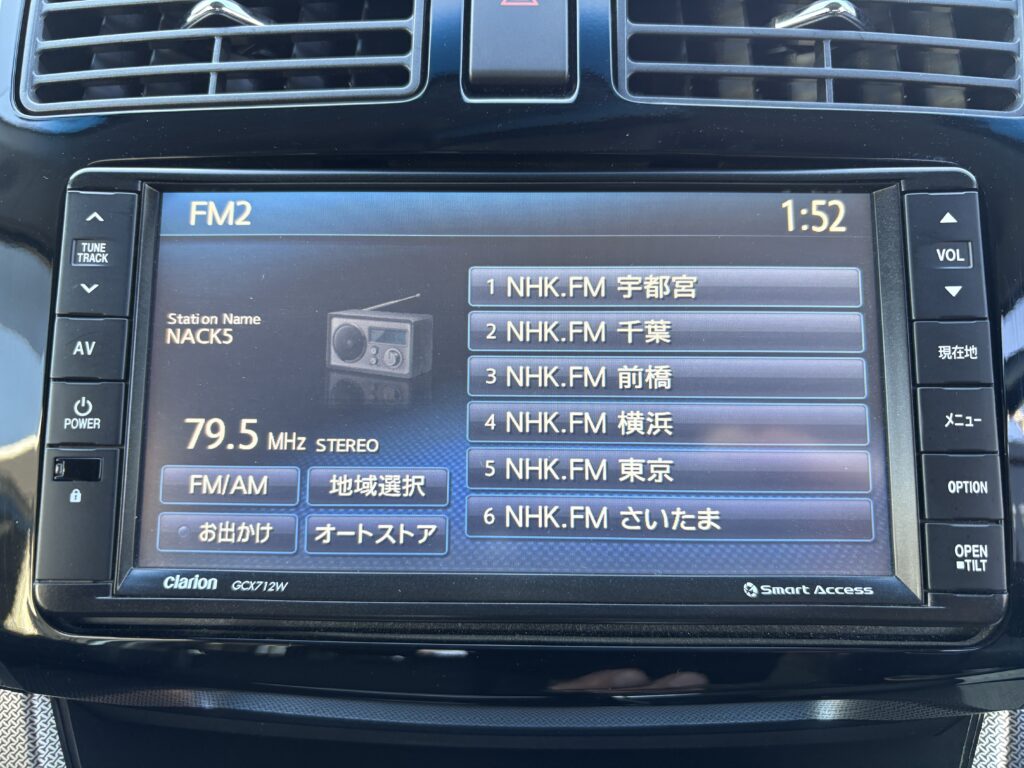 FM2
1:52
TUNE
TRACK
VOL
Station Name
NACK5
1 NHK.FM 宇都宮
2 NHK.FM 千葉
3 NHK.FM 前橋
4 NHK.FM 横浜
5 NHK.FM 東京
6 NHK.FM さいたま
AV
現在地
POWER
メニュー
79.5 MHz STEREO
FM/AM
地域選択
お出かけ
オートストア
OPTION
OPEN
TILT
clarion GCX712W
Smart Access